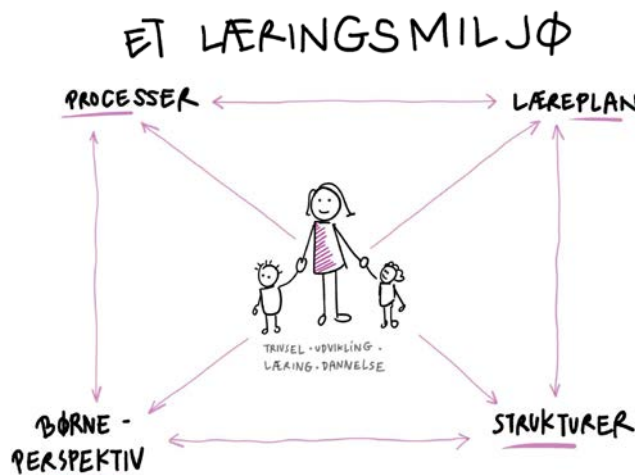 ET LÆRINGSMILJØ
PROCESSER
LÆREPLAN
TRIVSEL · UDVIKLING ·
LÆRING · DANNELSE
BØRNE -
PERSPEKTIV
STRUKTURER